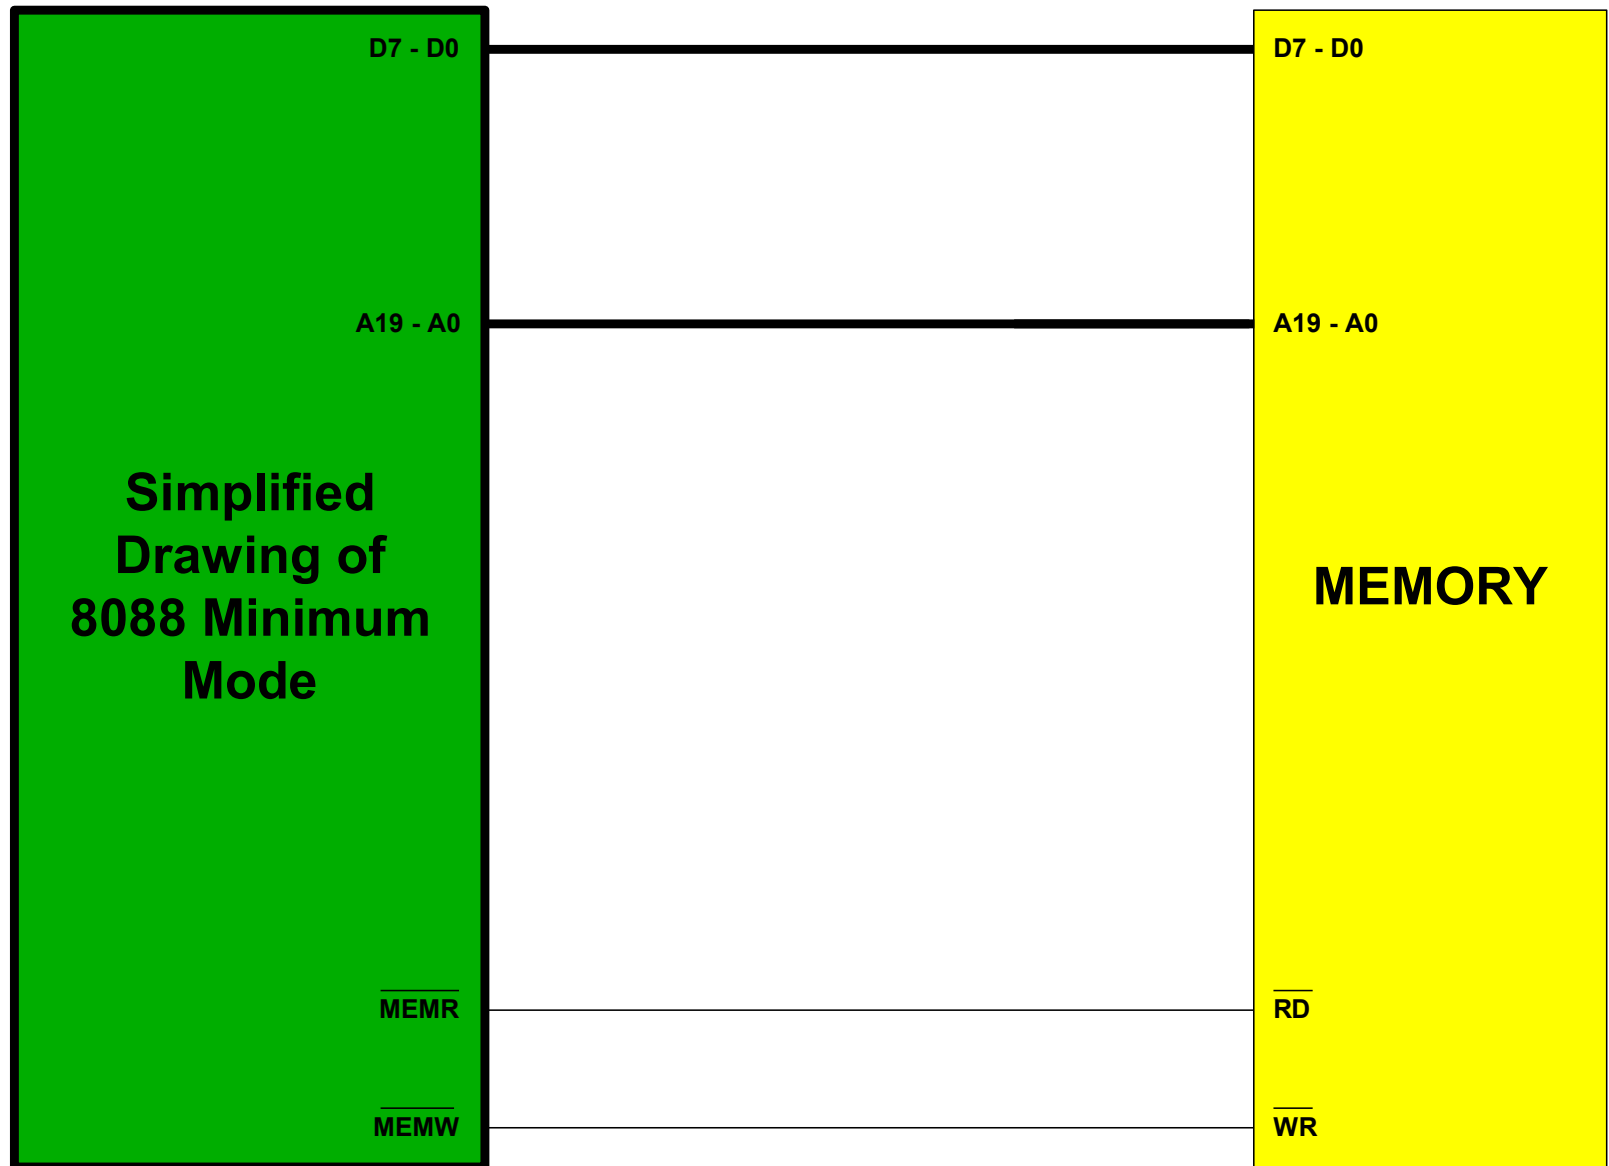 D7 - D0
D7 - D0
A19 - A0
A19 - A0
Simplified
Drawing of
8088 Minimum
Mode
MEMORY
MEMR
RD
MEMW
WR